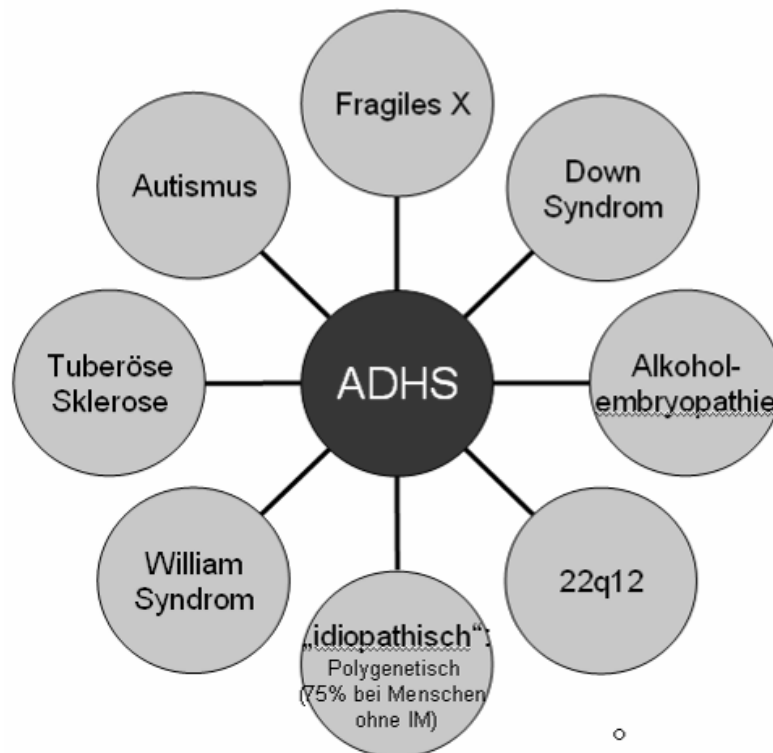 Fragiles X
Down
Syndrom
Autismus
Tuberöse
Sklerose
ADHS
Alkohol-
embryopathie
William
Syndrom
22q12
„idiopathisch“:
Polygenetisch
(75% bei Menschen
ohne IM)